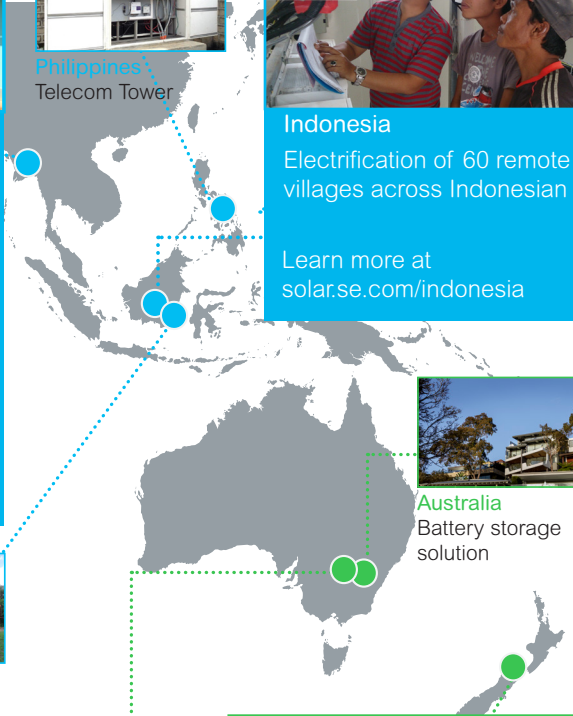 Philippines
Telecom Tower
Indonesia
Electrification of 60 remote
villages across Indonesian
Learn more at
solar.se.com/indonesia
Australia
Battery storage
solution